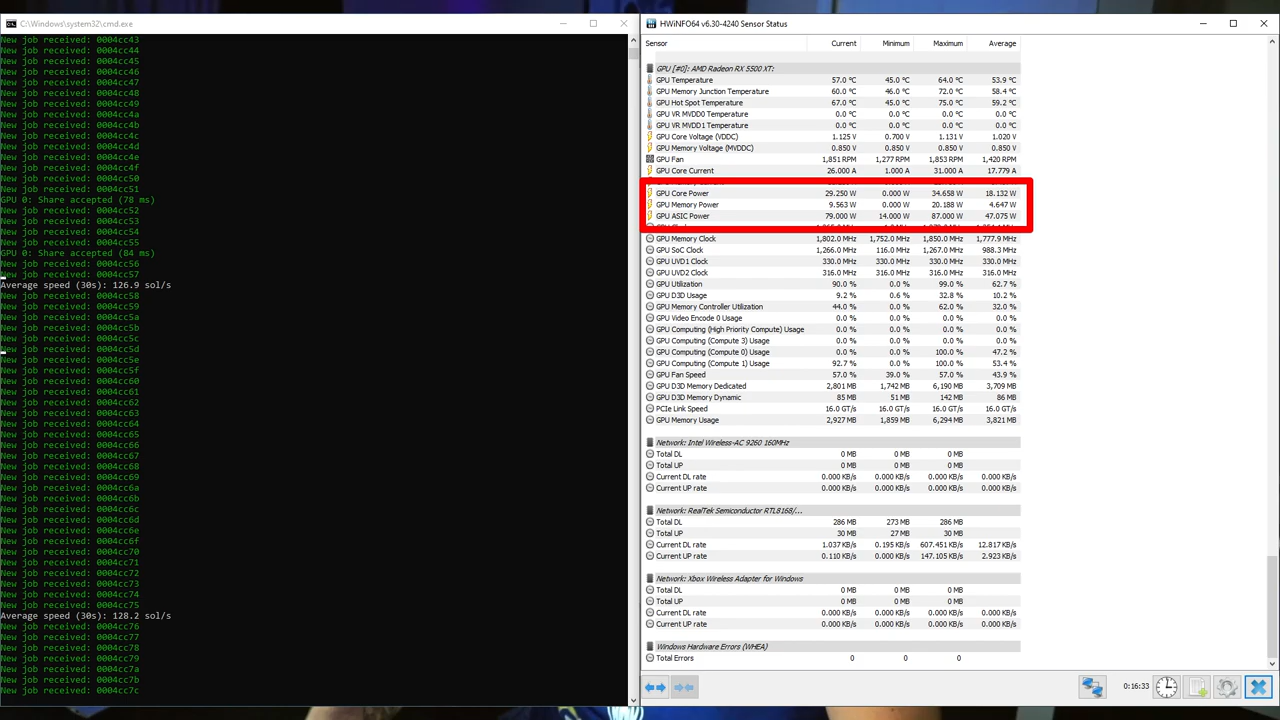 C:\Windows\system32\cmd.exe
New job received: 0004cc43
New job received: 0004cc44
New job received: 0004cc45
New job received: 0004cc46
New job received: 0004cc47
New job received: 0004cc48
New job received: 0004cc49
New job received: 0004cc4a
New job received: 0004cc4b
New job received: 0004cc4c
New job received: 0004cc4d
New job received: 0004cc4e
New job received: 0004cc4f
New job received: 0004cc50
New job received: 0004cc51
GPU 0: Share accepted (78 ms)
New job received: 0004cc52
New job received: 0004cc53
New job received: 0004cc54
New job received: 0004cc55
GPU 0: Share accepted (84 ms)
New job received: 0004cc56
New job received: 0004cc57
Average speed (30s): 126.9 sol/s
New job received: 0004cc58
New job received: 0004cc59
New job received: 0004cc5a
New job received: 0004cc5b
New job received: 0004cc5c
New job received: 0004cc5d
New job received: 0004cc5e
New job received: 0004cc5f
New job received: 0004cc60
New job received: 0004cc61
New job received: 0004cc62
New job received: 0004cc63
New job received: 0004cc64
New job received: 0004cc65
New job received: 0004cc66
New job received: 0004cc67
New job received: 0004cc68
New job received: 0004cc69
New job received: 0004cc6a
New job received: 0004cc6b
New job received: 0004cc6c
New job received: 0004cc6d
New job received: 0004cc6e
New job received: 0004cc6f
New job received: 0004cc70
New job received: 0004cc71
New job received: 0004cc72
New job received: 0004cc73
New job received: 0004cc74
New job received: 0004cc75
Average speed (30s): 128.2 sol/s
New job received: 0004cc76
New job received: 0004cc77
New job received: 0004cc78
New job received: 0004cc79
New job received: 0004cc7a
New job received: 0004cc7b
New job received: 0004cc7c
HWiNFO64 v6.30-4240 Sensor Status
Sensor Current Minimum Maximum Average
GPU [#0]: AMD Radeon RX 5500 XT:
GPU Temperature 57.0 °C 45.0 °C 64.0 °C 53.9 °C
GPU Memory Junction Temperature 60.0 °C 46.0 °C 72.0 °C 58.4 °C
GPU Hot Spot Temperature 67.0 °C 45.0 °C 75.0 °C 59.2 °C
GPU VR MVDD0 Temperature 0.0 °C 0.0 °C 0.0 °C 0.0 °C
GPU VR MVDD1 Temperature 0.0 °C 0.0 °C 0.0 °C 0.0 °C
GPU Core Voltage (VDDC) 1.125 V 0.700 V 1.131 V 1.020 V
GPU Memory Voltage (MVDDC) 0.850 V 0.850 V 0.850 V 0.850 V
GPU Fan 1,851 RPM 1,277 RPM 1,853 RPM 1,420 RPM
GPU Core Current 26.000 A 1.000 A 31.000 A 17.779 A
GPU Core Power 29.250 W 0.000 W 34.658 W 18.132 W
GPU Memory Power 9.563 W 0.000 W 20.188 W 4.647 W
GPU ASIC Power 79.000 W 14.000 W 87.000 W 47.075 W
GPU Memory Clock 1,802.0 MHz 1,752.0 MHz 1,850.0 MHz 1,777.9 MHz
GPU SoC Clock 1,266.0 MHz 116.0 MHz 1,267.0 MHz 988.3 MHz
GPU UVD1 Clock 330.0 MHz 330.0 MHz 330.0 MHz 330.0 MHz
GPU UVD2 Clock 316.0 MHz 316.0 MHz 316.0 MHz 316.0 MHz
GPU Utilization 90.0 % 0.0 % 99.0 % 62.7 %
GPU D3D Usage 9.2 % 0.6 % 32.8 % 10.2 %
GPU Memory Controller Utilization 44.0 % 0.0 % 62.0 % 32.0 %
GPU Video Encode 0 Usage 0.0 % 0.0 % 0.0 % 0.0 %
GPU Computing (High Priority Compute) Usage 0.0 % 0.0 % 0.0 % 0.0 %
GPU Computing (Compute 3) Usage 0.0 % 0.0 % 0.0 % 0.0 %
GPU Computing (Compute 0) Usage 0.0 % 0.0 % 100.0 % 47.2 %
GPU Computing (Compute 1) Usage 92.7 % 0.0 % 100.0 % 53.4 %
GPU Fan Speed 57.0 % 39.0 % 57.0 % 43.9 %
GPU D3D Memory Dedicated 2,801 MB 1,742 MB 6,190 MB 3,709 MB
GPU D3D Memory Dynamic 85 MB 51 MB 142 MB 86 MB
PCIe Link Speed 16.0 GT/s 16.0 GT/s 16.0 GT/s 16.0 GT/s
GPU Memory Usage 2,927 MB 1,859 MB 6,294 MB 3,821 MB
Network: Intel Wireless-AC 9260 160MHz
Total DL 0 MB 0 MB 0 MB
Total UP 0 MB 0 MB 0 MB
Current DL rate 0.000 KB/s 0.000 KB/s 0.000 KB/s 0.000 KB/s
Current UP rate 0.000 KB/s 0.000 KB/s 0.000 KB/s 0.000 KB/s
Network: RealTek Semiconductor RTL8168/...
Total DL 286 MB 273 MB 286 MB
Total UP 30 MB 27 MB 30 MB
Current DL rate 1.037 KB/s 0.195 KB/s 607.451 KB/s 12.817 KB/s
Current UP rate 0.110 KB/s 0.000 KB/s 147.105 KB/s 2.923 KB/s
Network: Xbox Wireless Adapter for Windows
Total DL 0 MB 0 MB 0 MB
Total UP 0 MB 0 MB 0 MB
Current DL rate 0.000 KB/s 0.000 KB/s 0.000 KB/s 0.000 KB/s
Current UP rate 0.000 KB/s 0.000 KB/s 0.000 KB/s 0.000 KB/s
Windows Hardware Errors (WHEA)
Total Errors 0 0 0
0:16:33